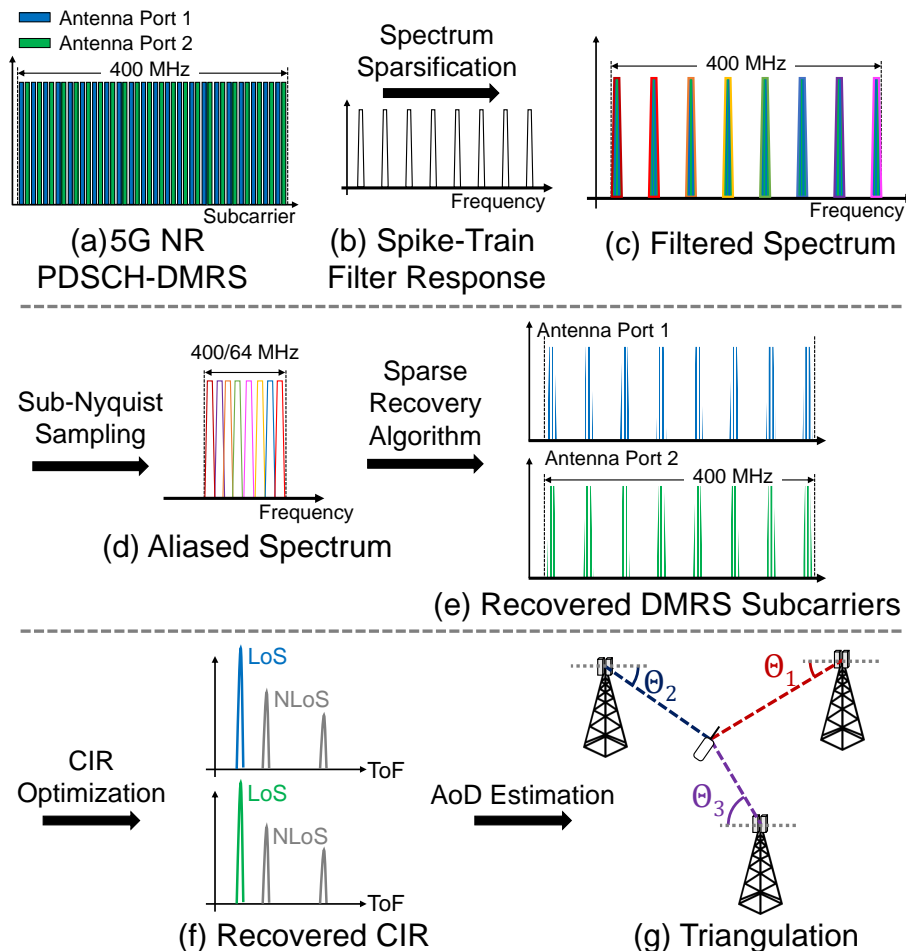 Antenna Port 1
Antenna Port 2
400 MHz
Subcarrier
(a)5G NR
PDSCH-DMRS
Spectrum
Sparsification
Frequency
(b) Spike-Train
Filter Response
400 MHz
Frequency
(c) Filtered Spectrum
Sub-Nyquist
Sampling
400/64 MHz
Frequency
(d) Aliased Spectrum
Sparse
Recovery
Algorithm
Antenna Port 1
Antenna Port 2
400 MHz
(e) Recovered DMRS Subcarriers
CIR
Optimization
LoS
NLoS
ToF
LoS
NLoS
ToF
(f) Recovered CIR
AoD Estimation
Θ2
Θ1
Θ3
(g) Triangulation